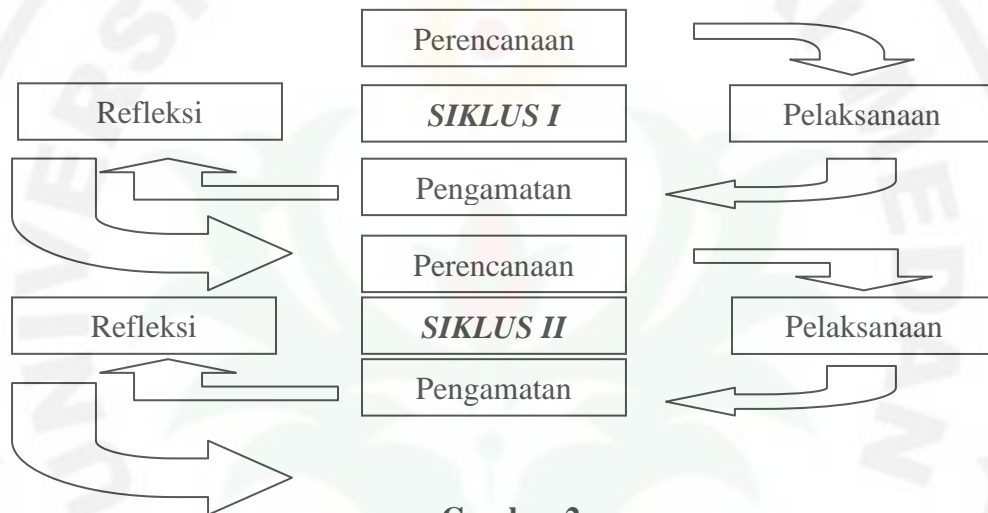 Perencanaan
Refleksi
SIKLUS I
Pelaksanaan
Pengamatan
Perencanaan
Refleksi
SIKLUS II
Pelaksanaan
Pengamatan